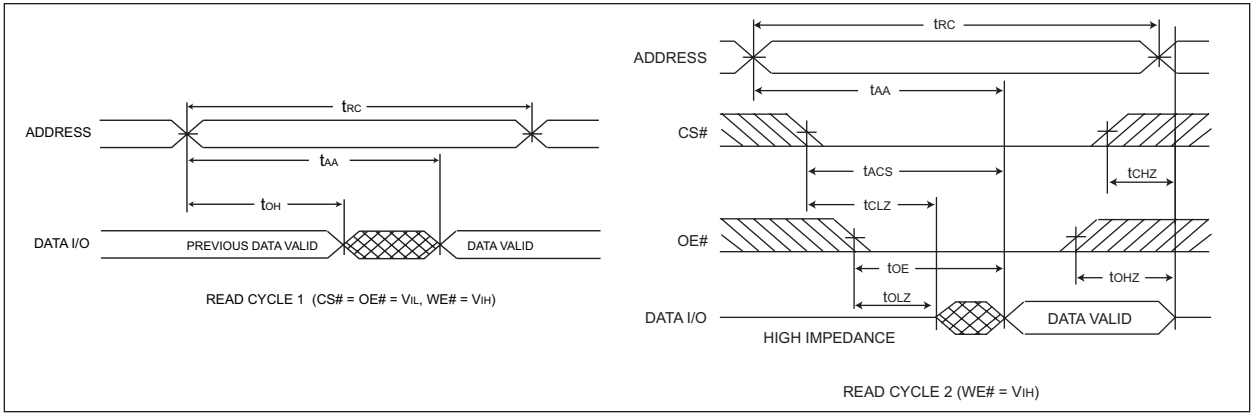 tRC
ADDRESS
tAA
tOH
DATA I/O
PREVIOUS DATA VALID
DATA VALID
READ CYCLE 1 (CS# = OE# = VIL, WE# = VIH)
tRC
ADDRESS
tAA
CS#
tACS
tCHZ
tCLZ
OE#
tOE
tOHZ
tOLZ
DATA I/O
DATA VALID
HIGH IMPEDANCE
READ CYCLE 2 (WE# = VIH)